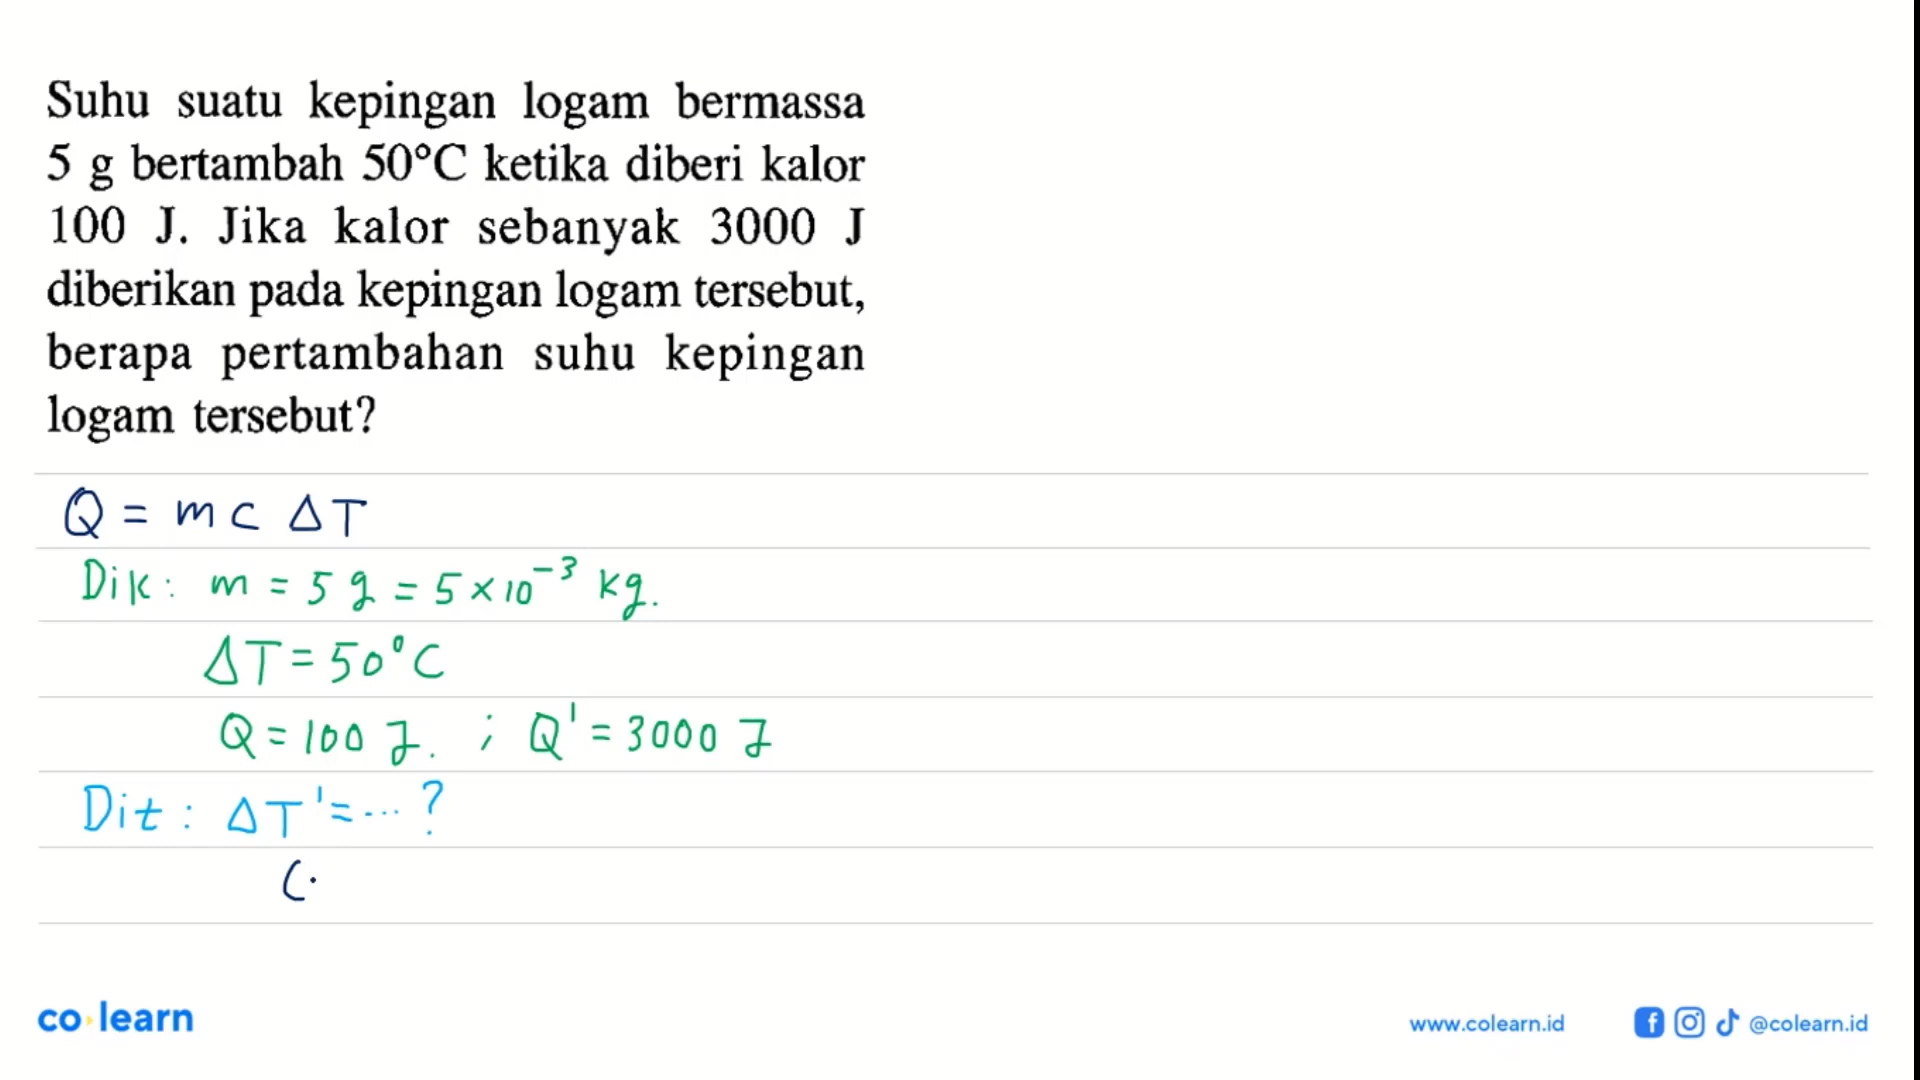 Suhu suatu kepingan logam bermassa
5 g bertambah 50°C ketika diberi kalor
100 J. Jika kalor sebanyak 3000 J
diberikan pada kepingan logam tersebut,
berapa pertambahan suhu kepingan
logam tersebut?
Q = m c ΔT
Dik: m = 5 g = 5 × 10⁻³ kg.
ΔT = 50°C
Q = 100 J. ; Q' = 3000 J
Dit: ΔT' = ... ?
(.
co learn
www.colearn.id @colearn.id